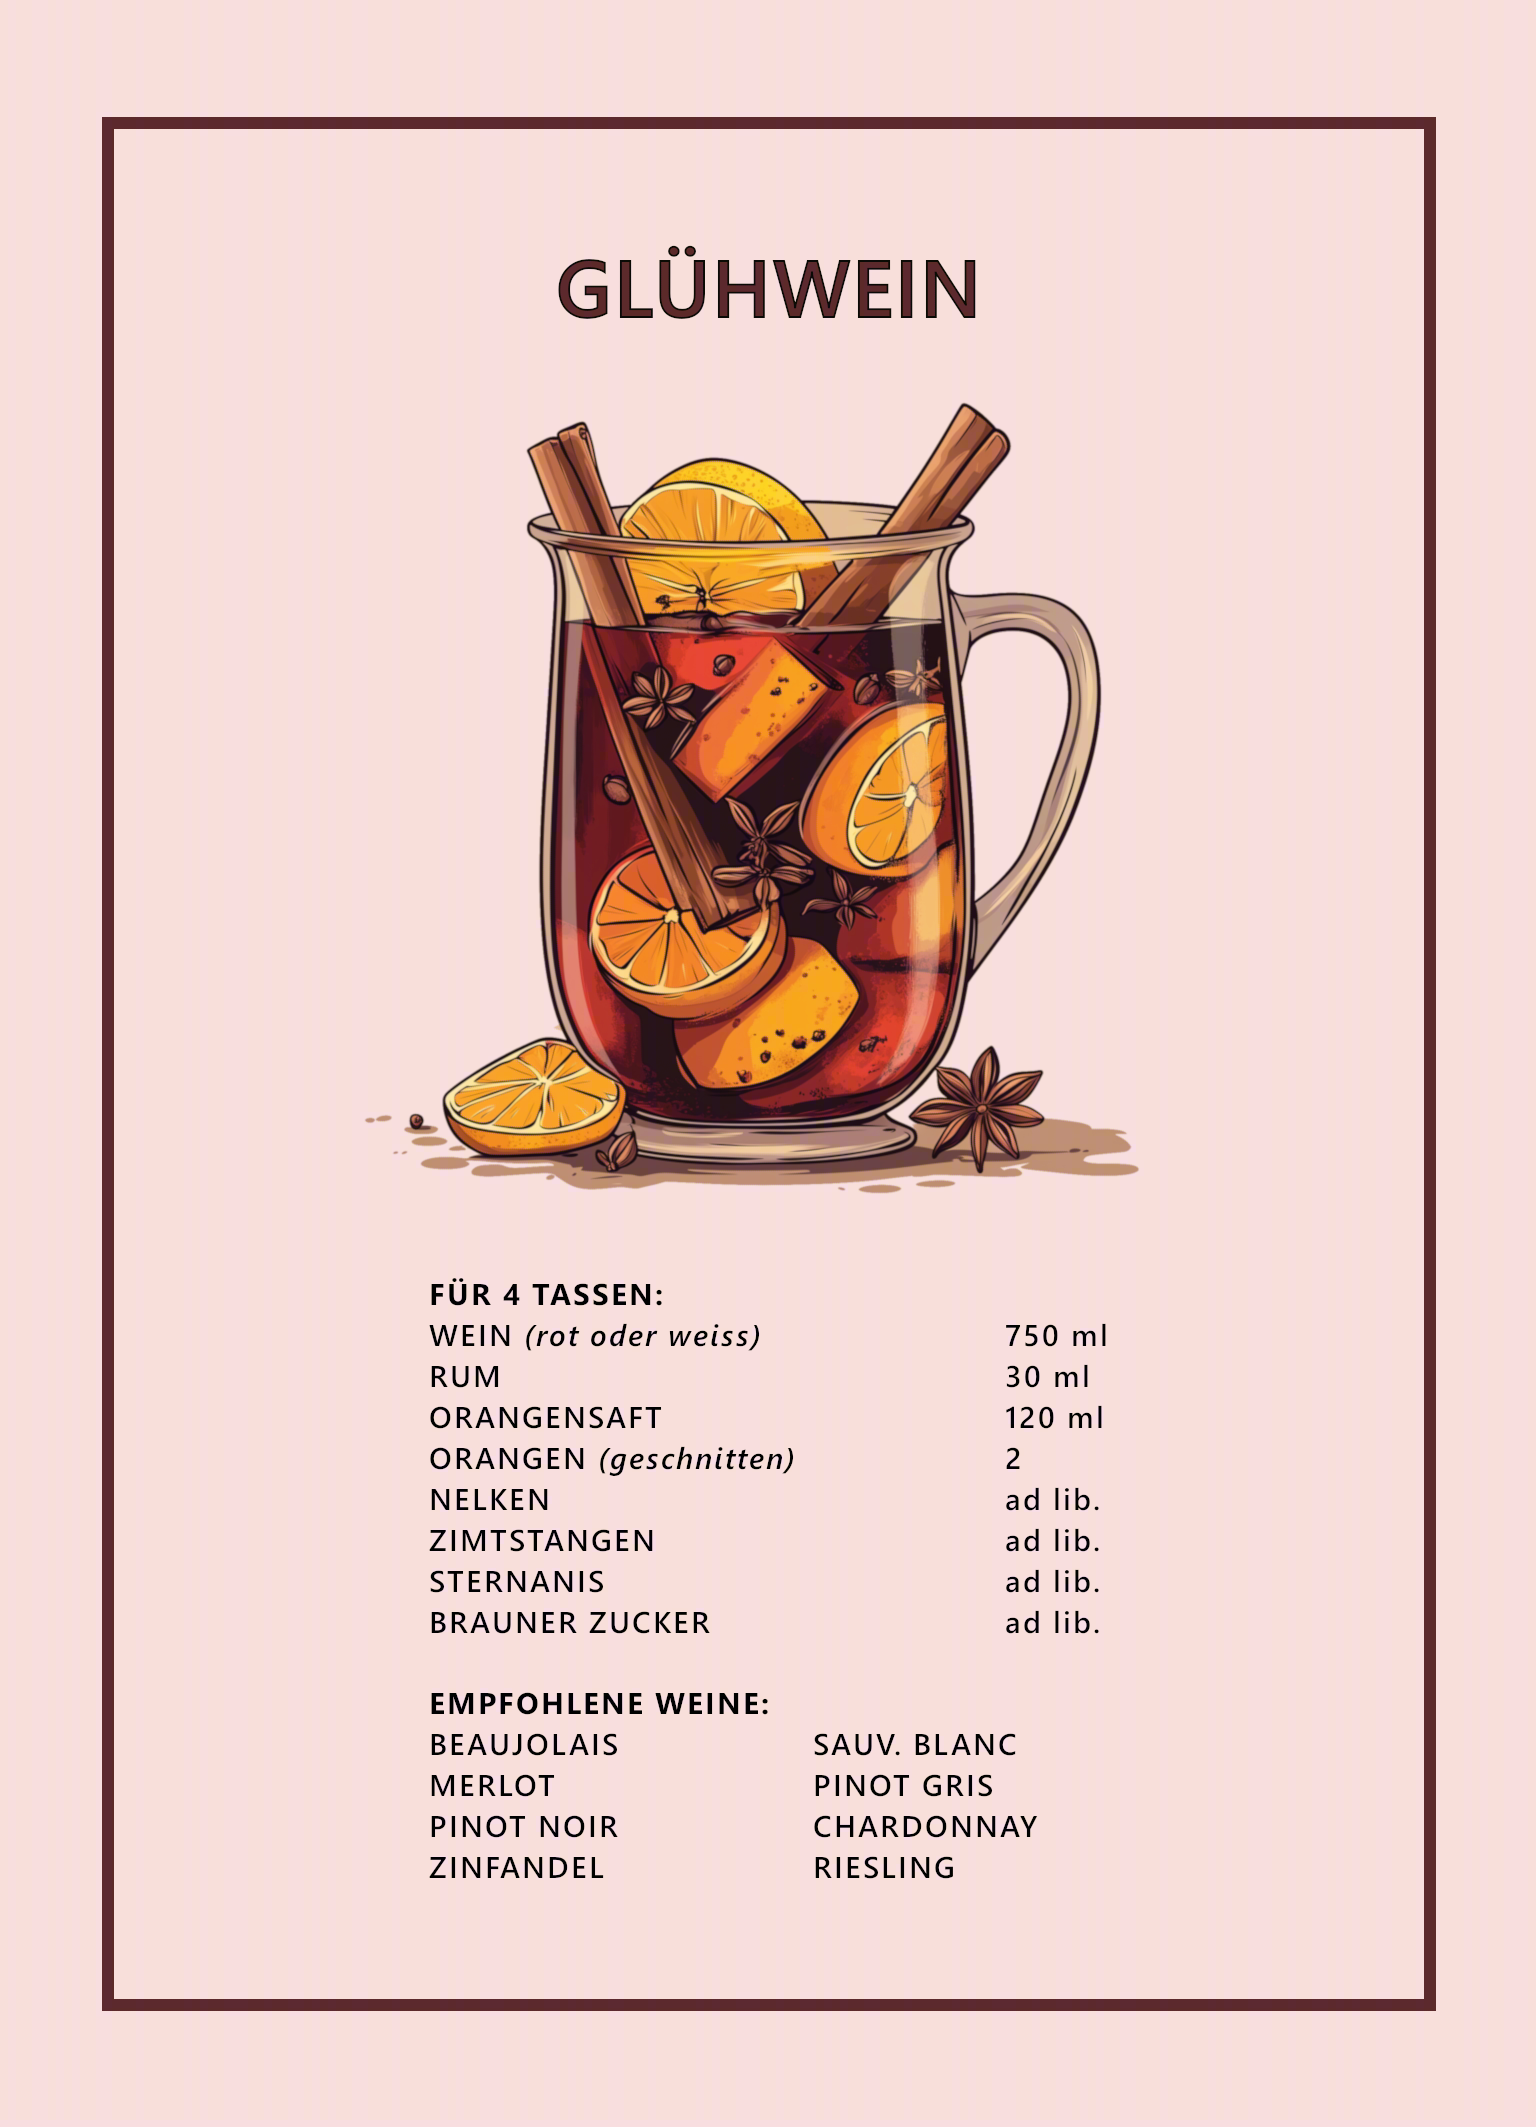 GLÜHWEIN
FÜR 4 TASSEN:
WEIN (rot oder weiss) 750 ml
RUM 30 ml
ORANGENSAFT 120 ml
ORANGEN (geschnitten) 2
NELKEN ad lib.
ZIMTSTANGEN ad lib.
STERNANIS ad lib.
BRAUNER ZUCKER ad lib.
EMPFOHLENE WEINE:
BEAUJOLAIS SAUV. BLANC
MERLOT PINOT GRIS
PINOT NOIR CHARDONNAY
ZINFANDEL RIESLING